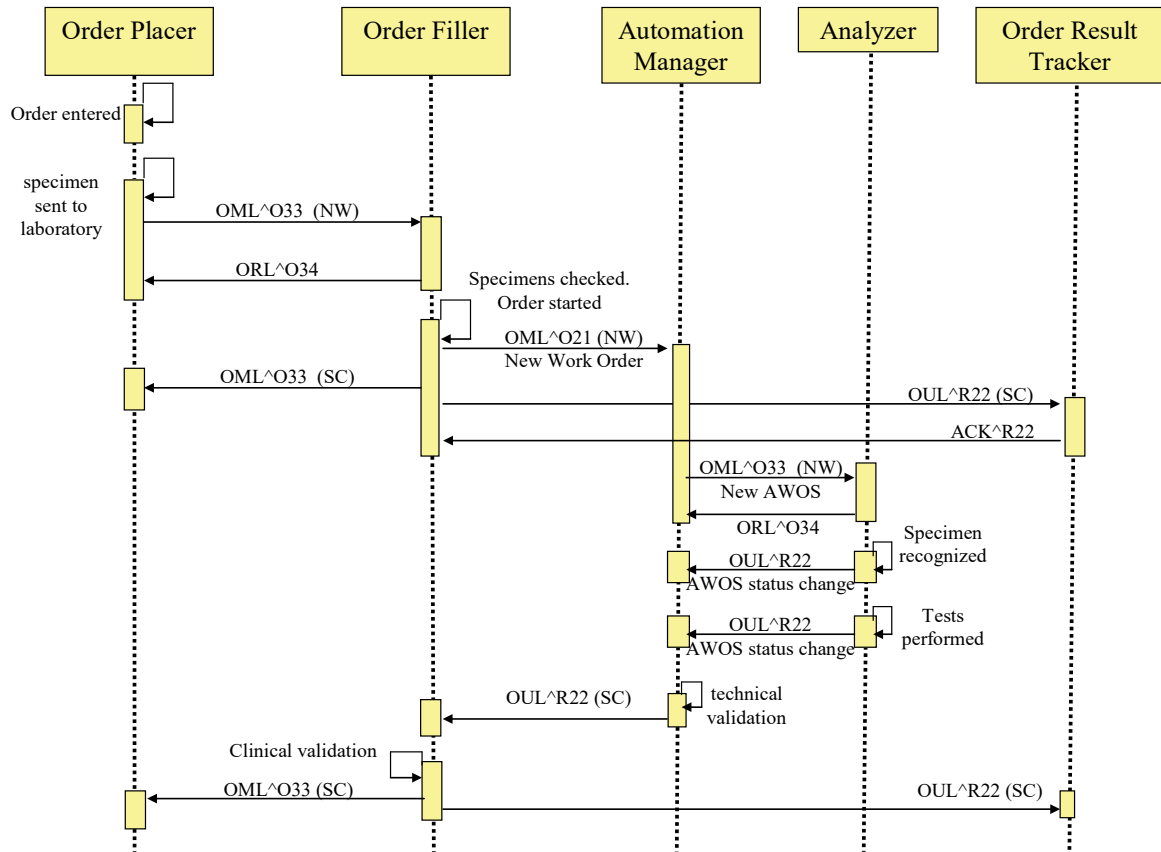 Order Placer
Order Filler
Automation
Manager
Analyzer
Order Result
Tracker
Order entered
specimen
sent to
laboratory
OML^O33  (NW)
ORL^O34
Specimens checked.
Order started
OML^O21 (NW)
New Work Order
OML^O33 (SC)
OUL^R22 (SC)
ACK^R22
OML^O33  (NW)
New AWOS
ORL^O34
Specimen
recognized
OUL^R22
AWOS status change
Tests
performed
OUL^R22
AWOS status change
technical
validation
OUL^R22 (SC)
Clinical validation
OML^O33 (SC)
OUL^R22 (SC)